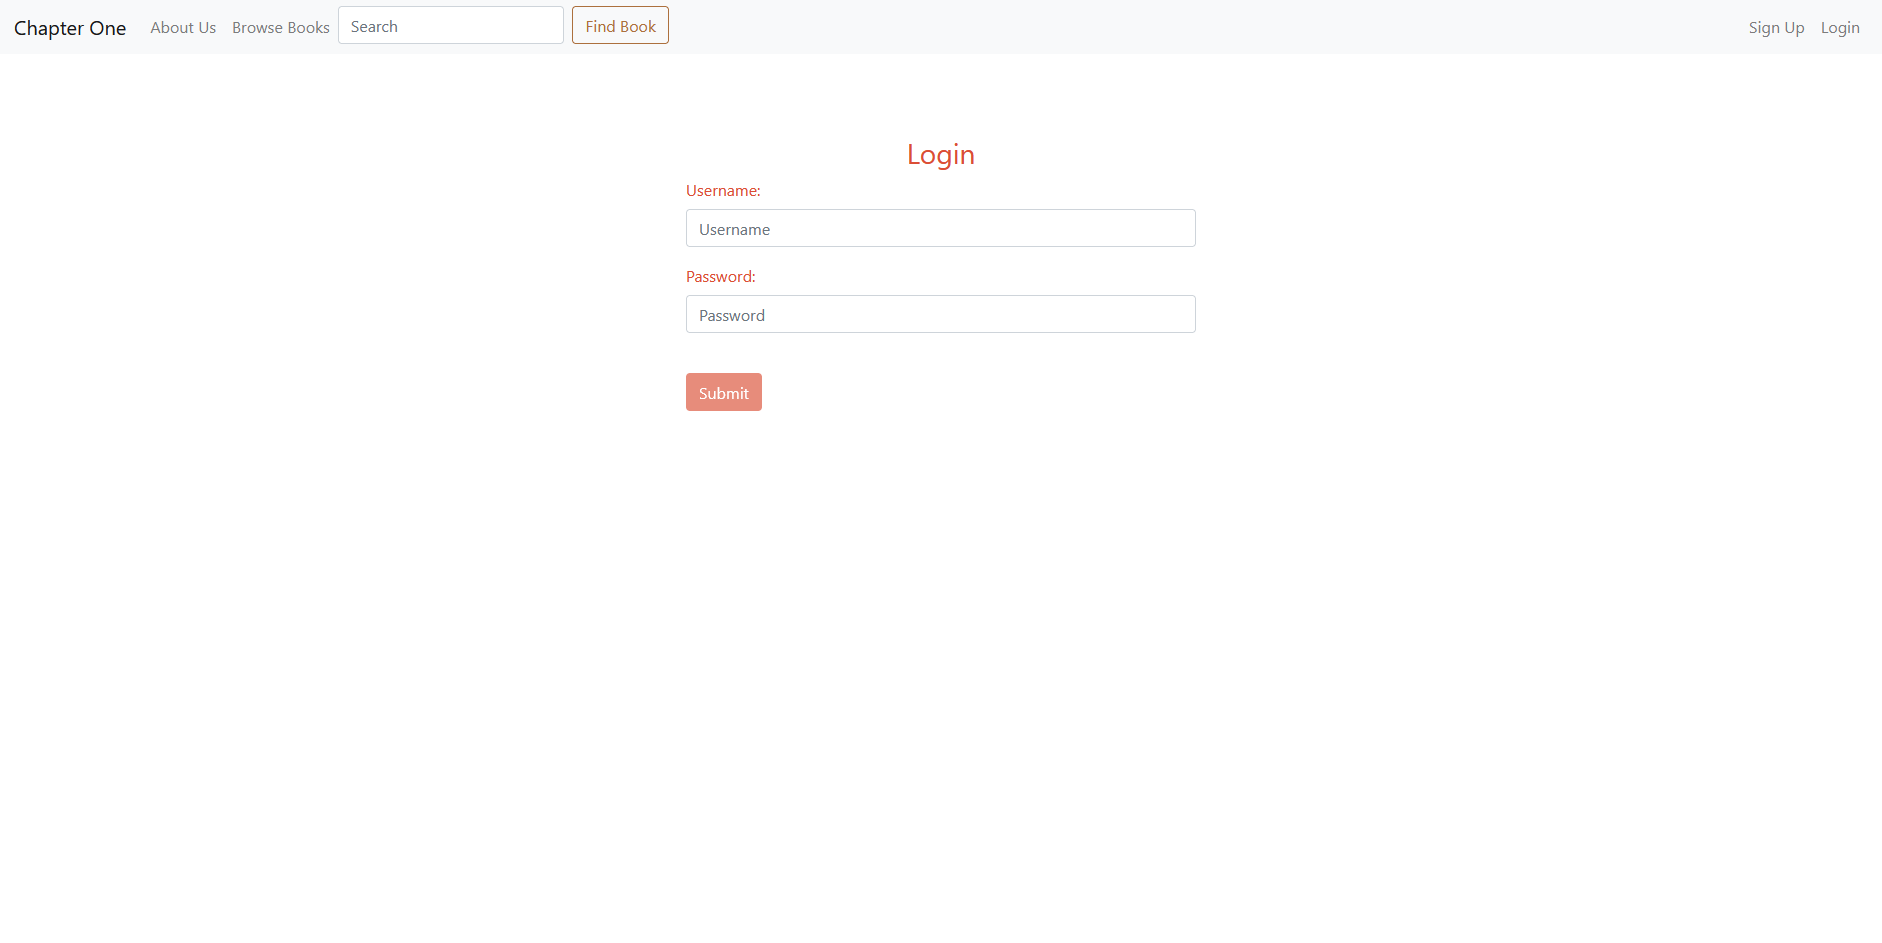 Chapter One About Us Browse Books Search Find Book Sign Up Login
Login
Username:
Username
Password:
Password
Submit